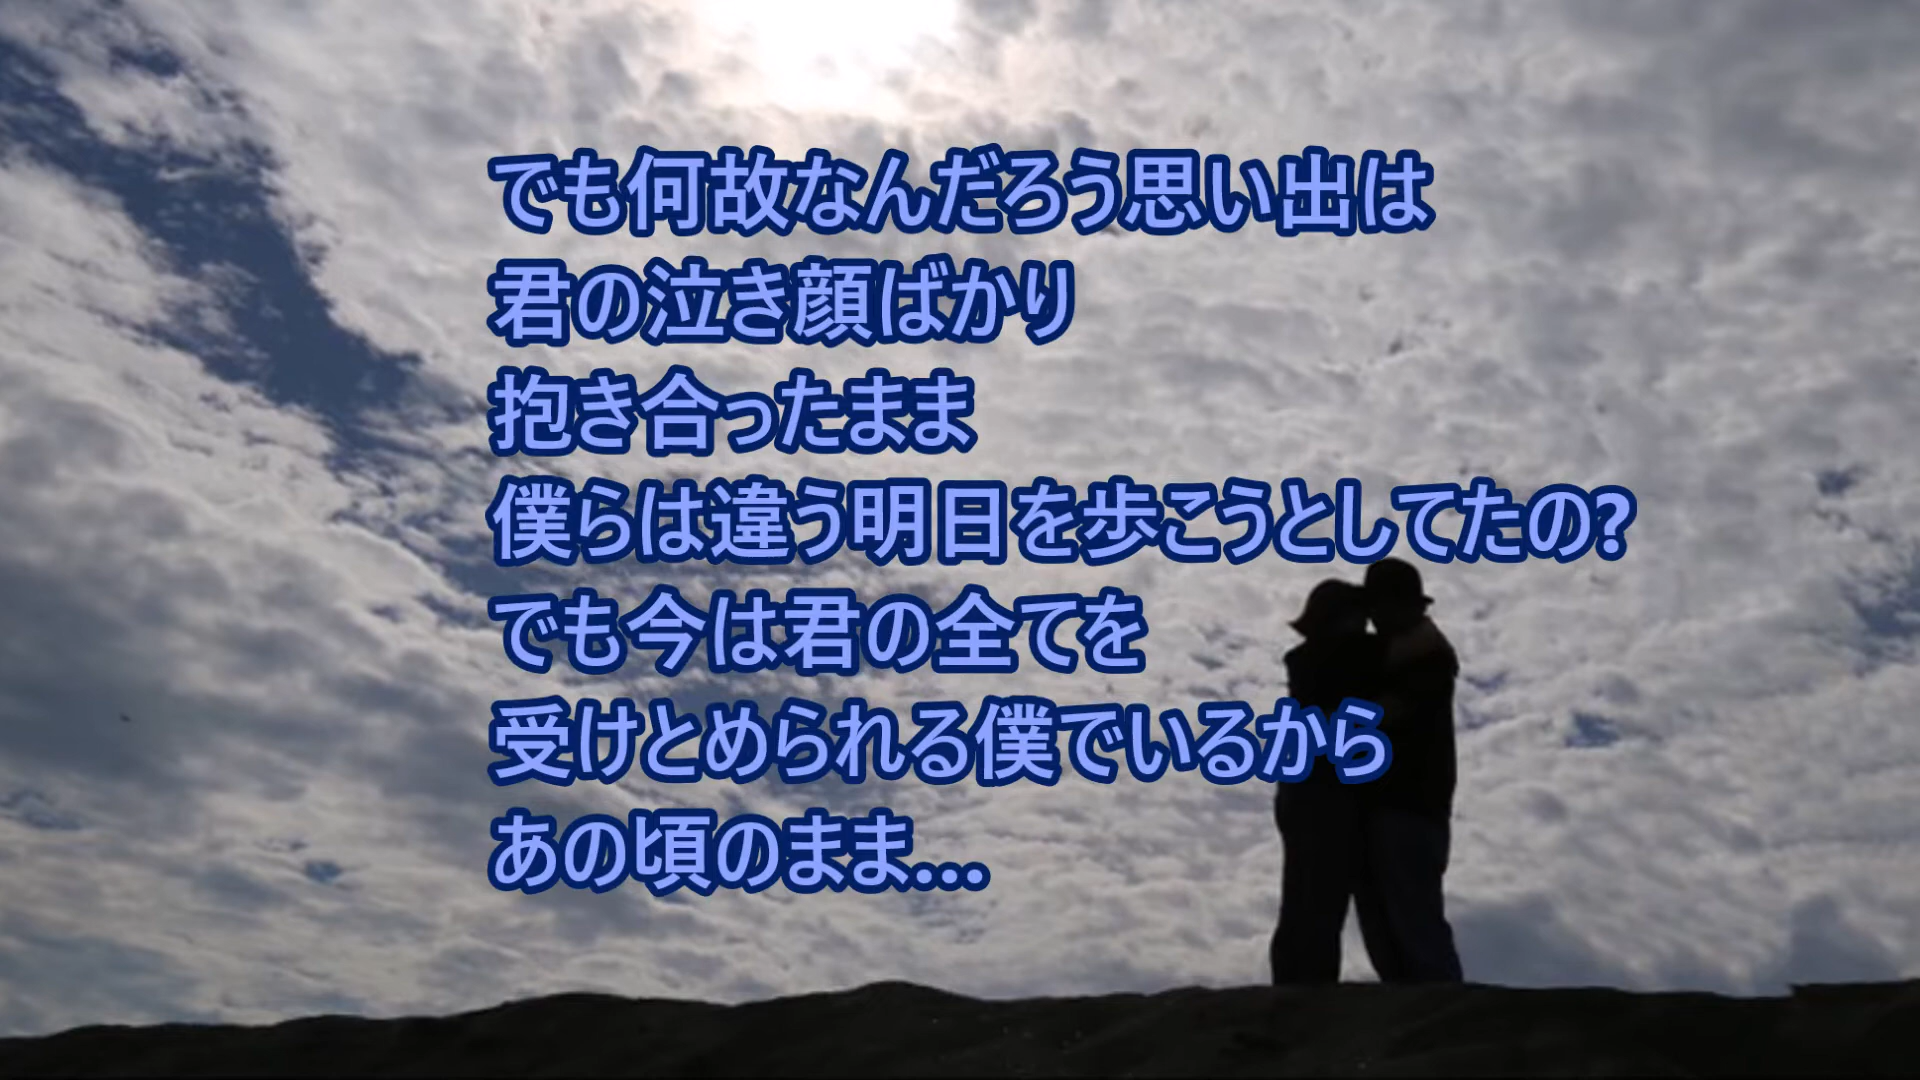 でも何故なんだろう思い出は
君の泣き顔ばかり
抱き合ったまま
僕らは違う明日を歩こうとしてたの?
でも今は君の全てを
受けとめられる僕でいるから
あの頃のまま...